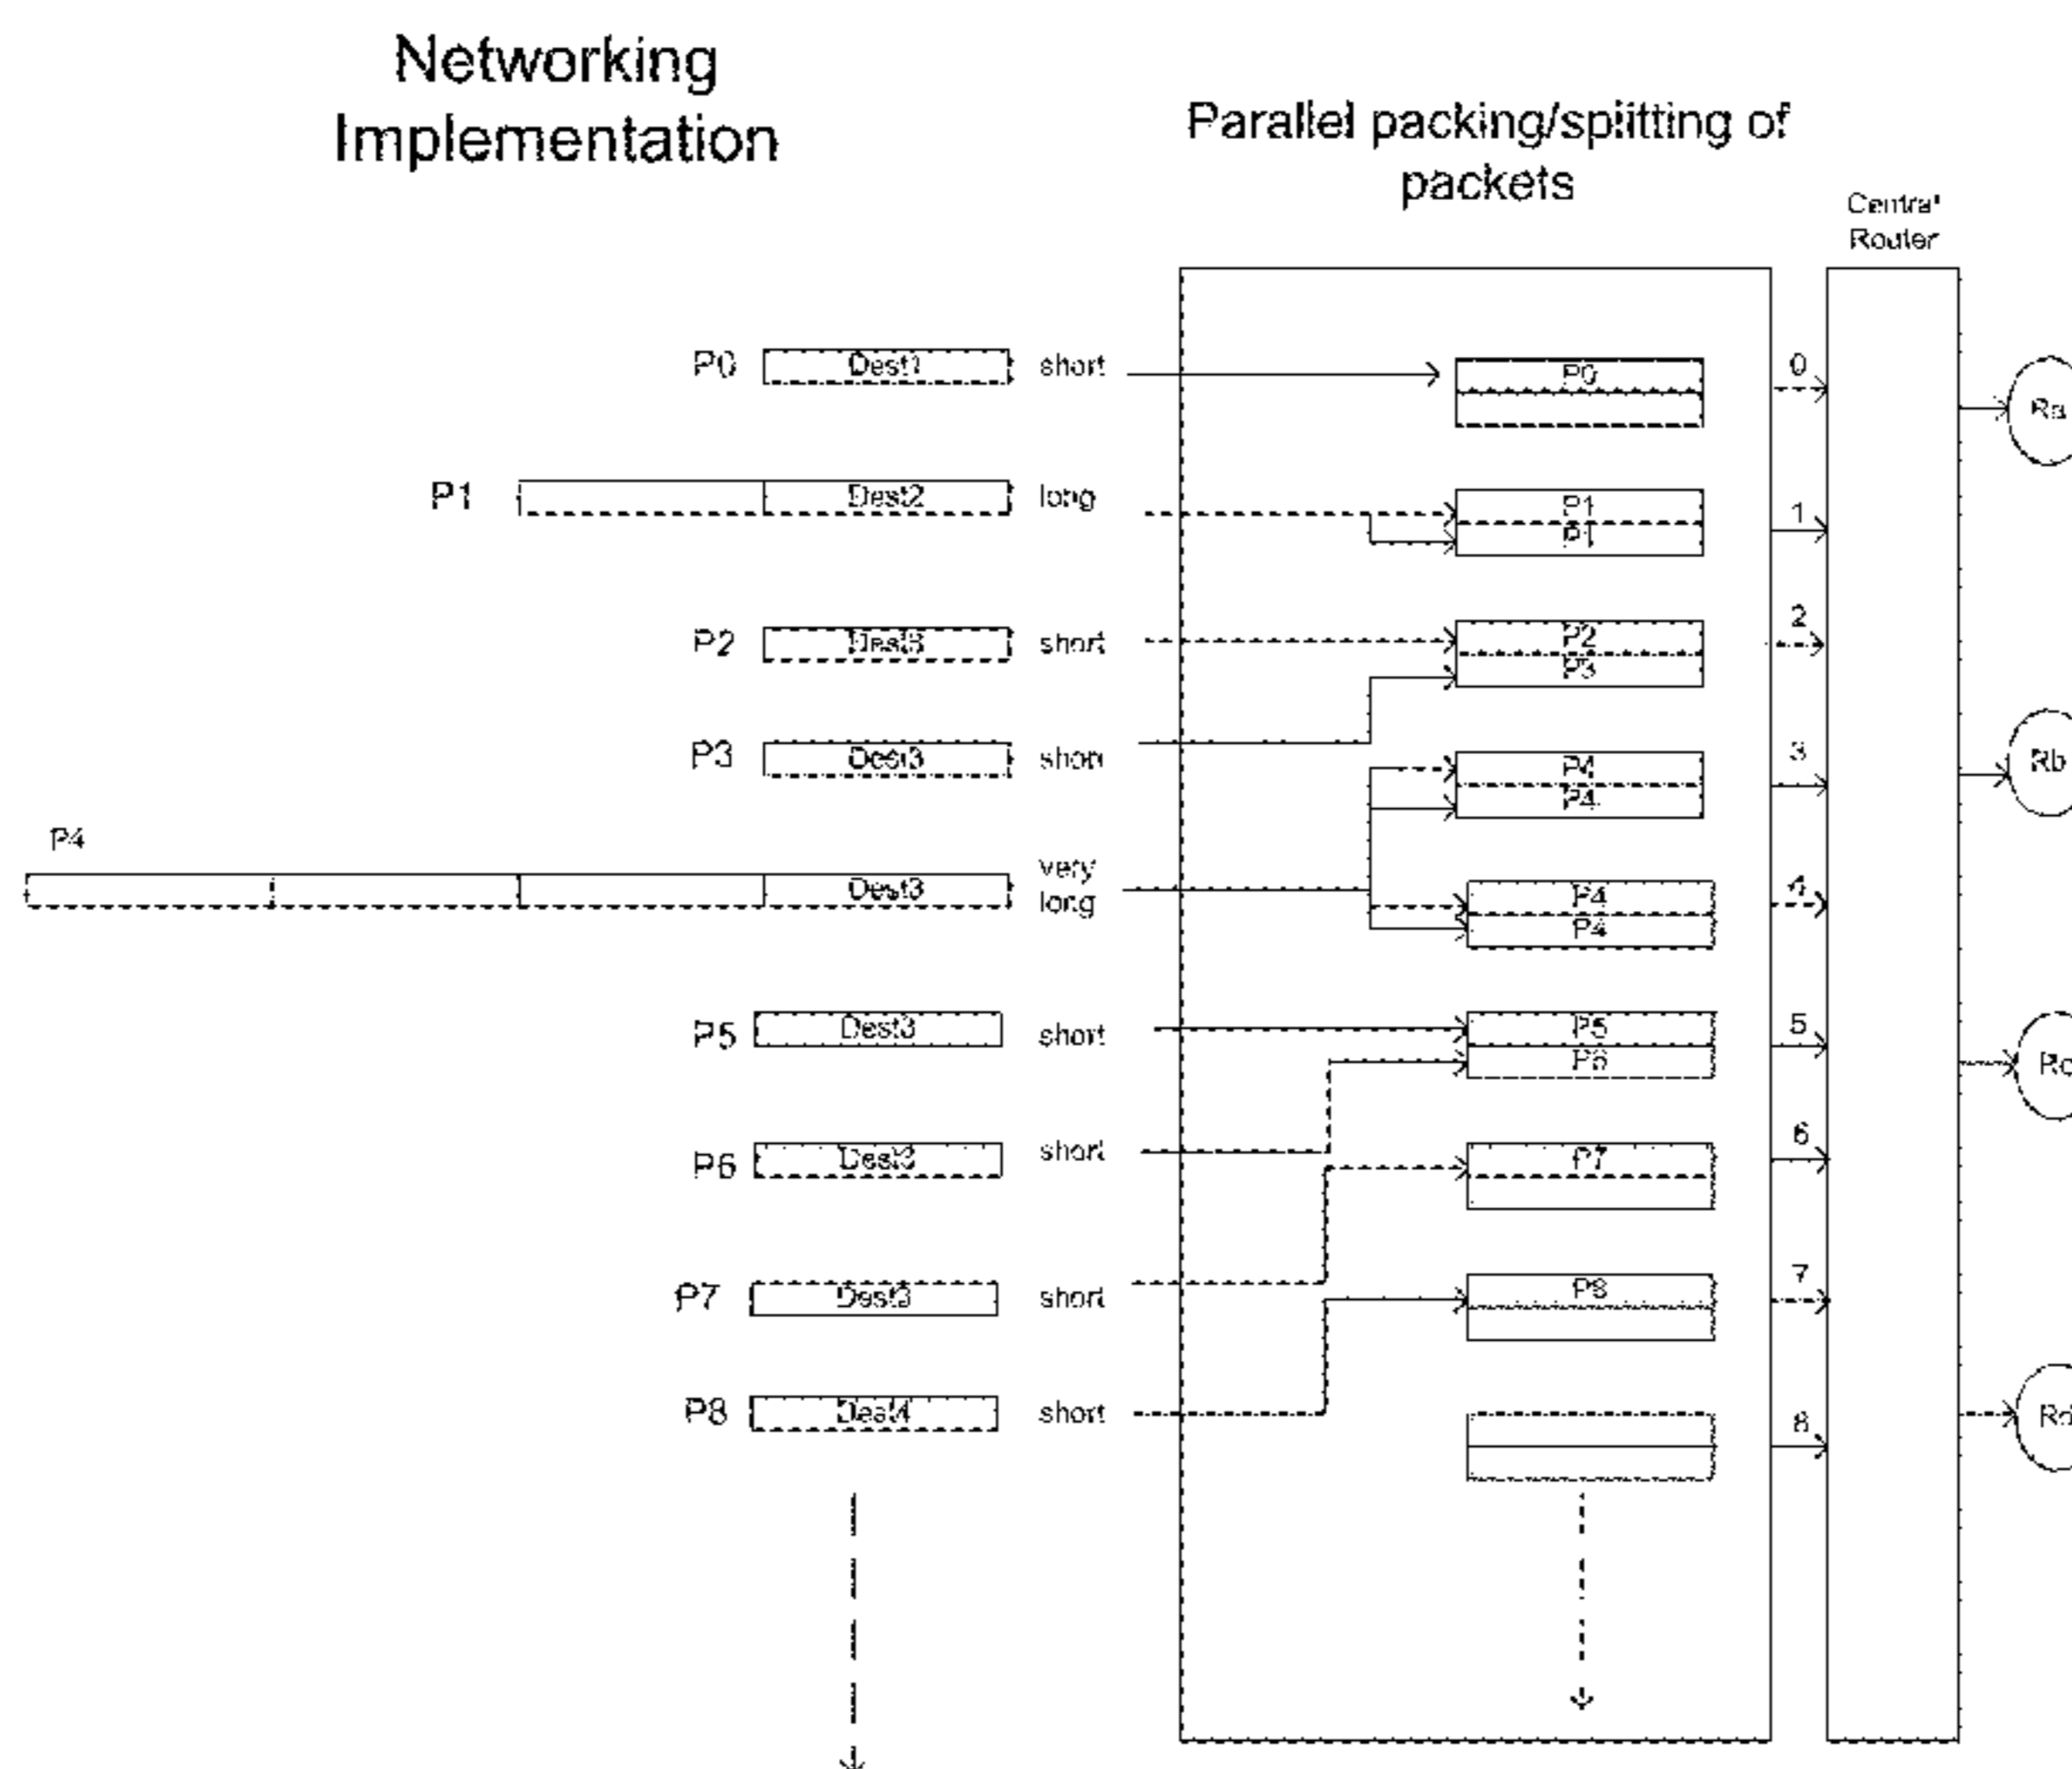 Networking
Implementation
Parallel packing/splitting of
packets
Central
Router
P0 Dest1 short P0 0
Ra
P1 Dest2 long P1 1
P1
P2 Dest3 short P2 2
P3
P3 Dest3 short
P4 3
Rb
P4
P4
Dest3 very
long
P4 4
P4
P5 Dest3 short P5 5
P6
P6 Dest3 short P7 6
P7 Dest3 short P8 7
P8 Dest4 short 8